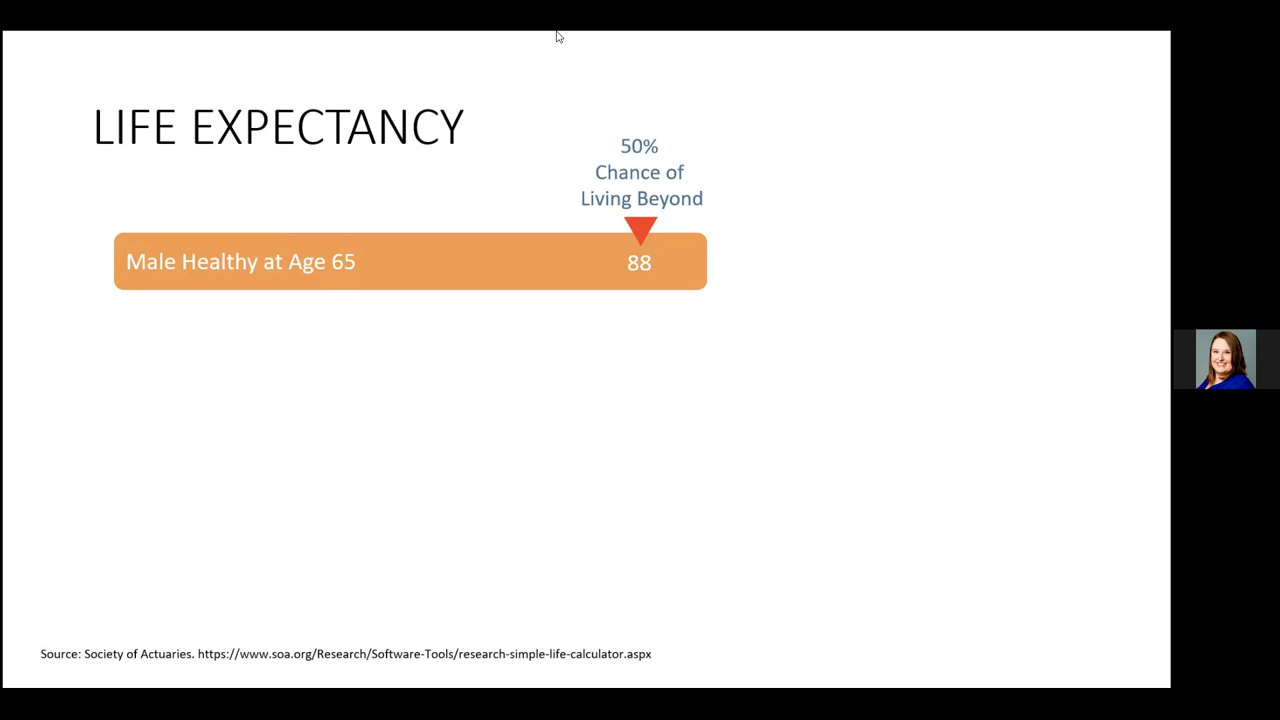 LIFE EXPECTANCY
50%
Chance of
Living Beyond
Male Healthy at Age 65
88
Source: Society of Actuaries. https://www.soa.org/Research/Software-Tools/research-simple-life-calculator.aspx